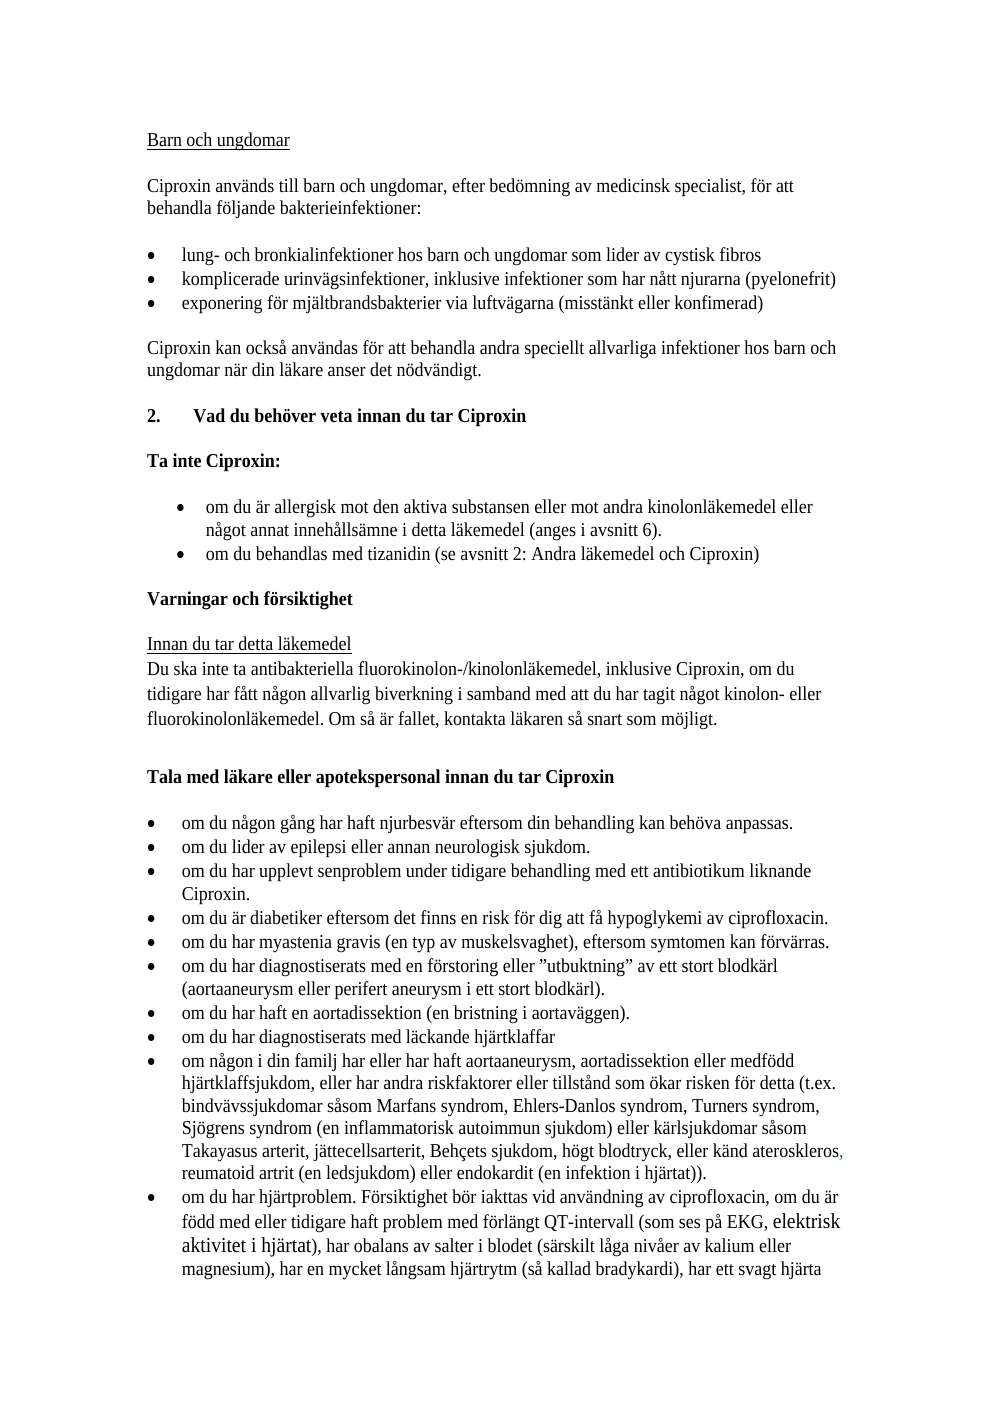 Barn och ungdomar
Ciproxin används till barn och ungdomar, efter bedömning av medicinsk specialist, för att
behandla följande bakterieinfektioner:
• lung- och bronkialinfektioner hos barn och ungdomar som lider av cystisk fibros
• komplicerade urinvägsinfektioner, inklusive infektioner som har nått njurarna (pyelonefrit)
• exponering för mjältbrandsbakterier via luftvägarna (misstänkt eller konfimerad)
Ciproxin kan också användas för att behandla andra speciellt allvarliga infektioner hos barn och
ungdomar när din läkare anser det nödvändigt.
2. Vad du behöver veta innan du tar Ciproxin
Ta inte Ciproxin:
• om du är allergisk mot den aktiva substansen eller mot andra kinolonläkemedel eller
något annat innehållsämne i detta läkemedel (anges i avsnitt 6).
• om du behandlas med tizanidin (se avsnitt 2: Andra läkemedel och Ciproxin)
Varningar och försiktighet
Innan du tar detta läkemedel
Du ska inte ta antibakteriella fluorokinolon-/kinolonläkemedel, inklusive Ciproxin, om du
tidigare har fått någon allvarlig biverkning i samband med att du har tagit något kinolon- eller
fluorokinolonläkemedel. Om så är fallet, kontakta läkaren så snart som möjligt.
Tala med läkare eller apotekspersonal innan du tar Ciproxin
• om du någon gång har haft njurbesvär eftersom din behandling kan behöva anpassas.
• om du lider av epilepsi eller annan neurologisk sjukdom.
• om du har upplevt senproblem under tidigare behandling med ett antibiotikum liknande
Ciproxin.
• om du är diabetiker eftersom det finns en risk för dig att få hypoglykemi av ciprofloxacin.
• om du har myastenia gravis (en typ av muskelsvaghet), eftersom symtomen kan förvärras.
• om du har diagnostiserats med en förstoring eller ”utbuktning” av ett stort blodkärl
(aortaaneurysm eller perifert aneurysm i ett stort blodkärl).
• om du har haft en aortadissektion (en bristning i aortaväggen).
• om du har diagnostiserats med läckande hjärtklaffar
• om någon i din familj har eller har haft aortaaneurysm, aortadissektion eller medfödd
hjärtklaffsjukdom, eller har andra riskfaktorer eller tillstånd som ökar risken för detta (t.ex.
bindvävssjukdomar såsom Marfans syndrom, Ehlers-Danlos syndrom, Turners syndrom,
Sjögrens syndrom (en inflammatorisk autoimmun sjukdom) eller kärlsjukdomar såsom
Takayasus arterit, jättecellsarterit, Behçets sjukdom, högt blodtryck, eller känd ateroskleros,
reumatoid artrit (en ledsjukdom) eller endokardit (en infektion i hjärtat)).
• om du har hjärtproblem. Försiktighet bör iakttas vid användning av ciprofloxacin, om du är
född med eller tidigare haft problem med förlängt QT-intervall (som ses på EKG, elektrisk
aktivitet i hjärtat), har obalans av salter i blodet (särskilt låga nivåer av kalium eller
magnesium), har en mycket långsam hjärtrytm (så kallad bradykardi), har ett svagt hjärta